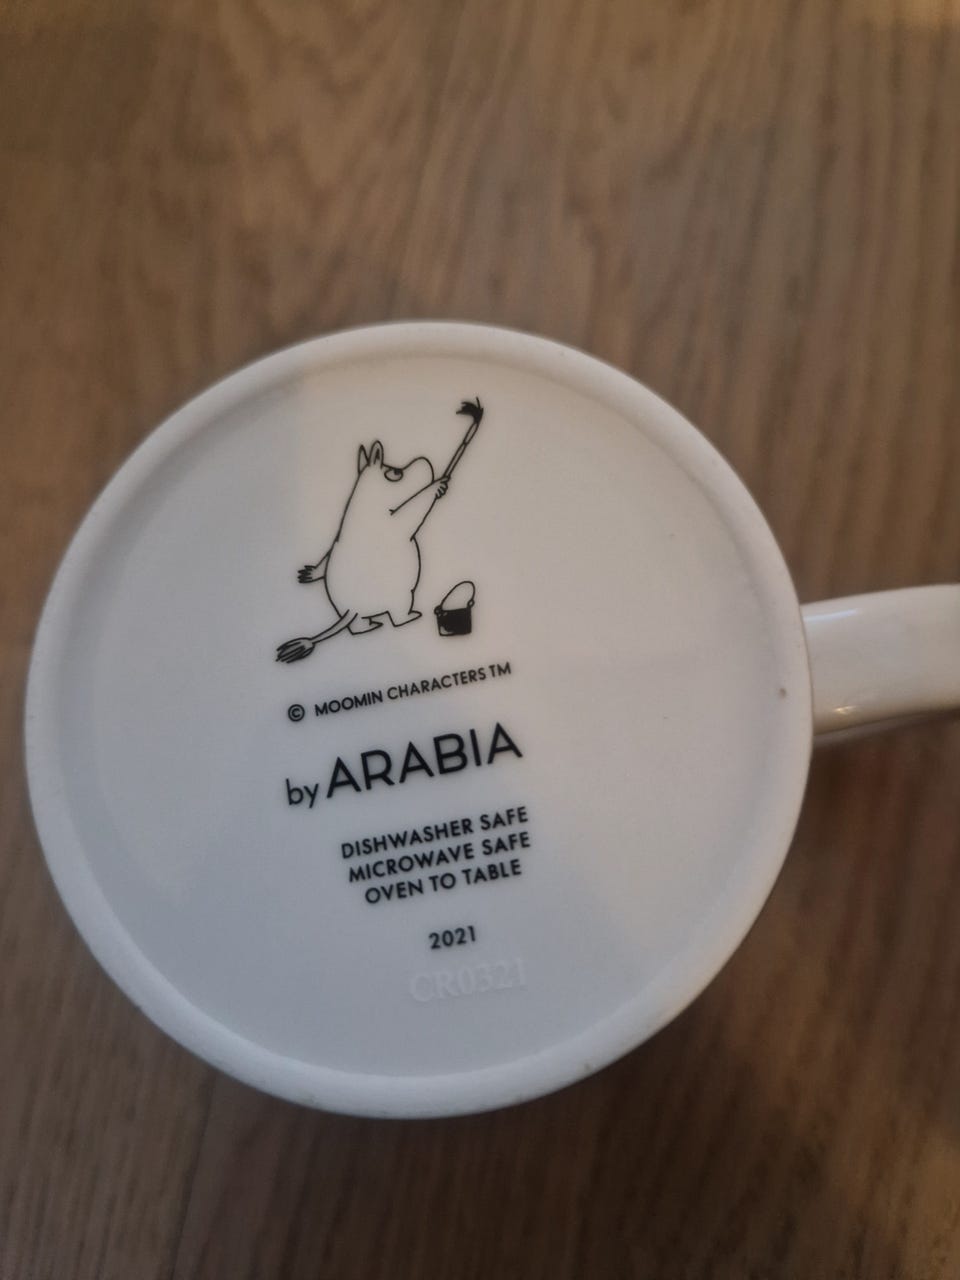 © MOOMIN CHARACTERS TM
by ARABIA
DISHWASHER SAFE
MICROWAVE SAFE
OVEN TO TABLE
2021
CR0321